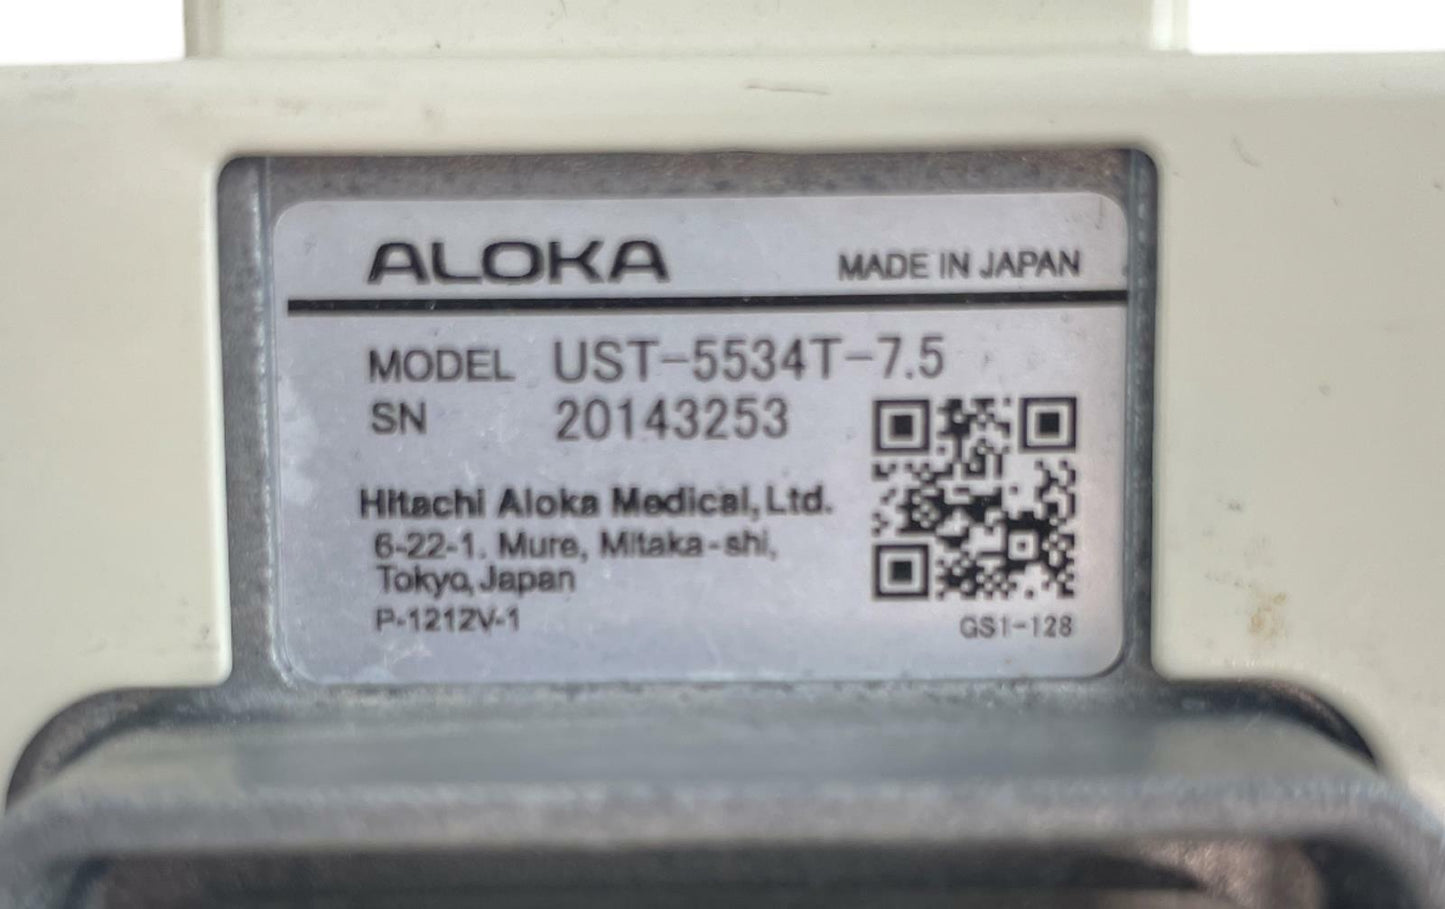 ALOKA MADE IN JAPAN
MODEL UST-5534T-7.5
SN 20143253
Hitachi Aloka Medical, Ltd.
6-22-1. Mure, Mitaka-shi,
Tokyo, Japan
P-1212V-1
GS1-128